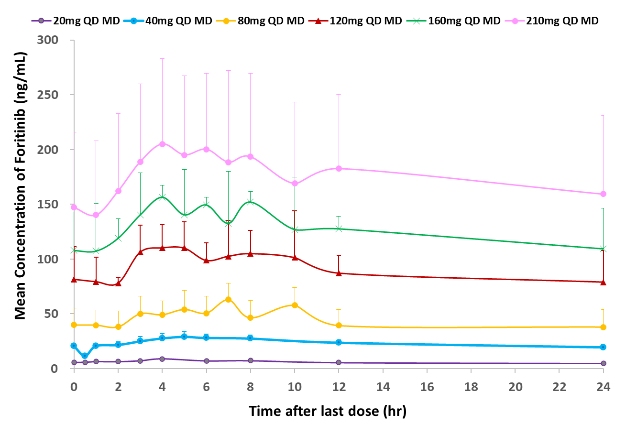 20mg QD MD 40mg QD MD 80mg QD MD 120mg QD MD 160mg QD MD 210mg QD MD
300
250
200
150
100
50
0
0 2 4 6 8 10 12 14 16 18 20 22 24
Mean Concentration of Foritinib (ng/mL)
Time after last dose (hr)